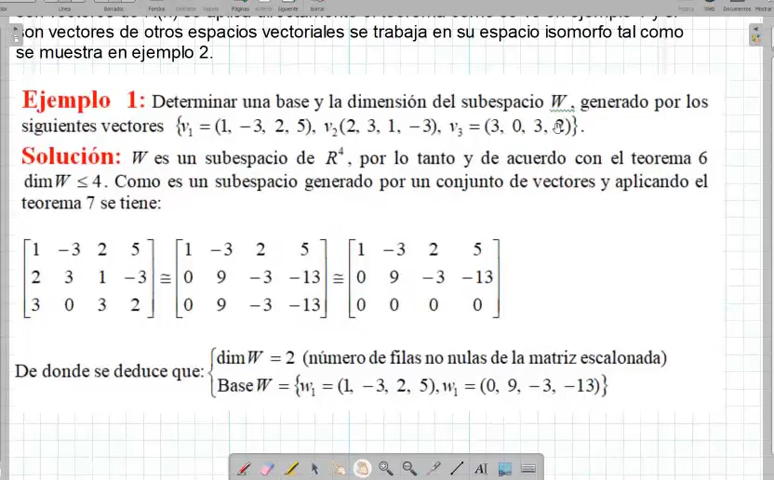 on vectores de otros espacios vectoriales se trabaja en su espacio isomorfo tal como
se muestra en ejemplo 2.
Ejemplo 1: Determinar una base y la dimensión del subespacio W, generado por los
siguientes vectores {v₁ = (1, −3, 2, 5), v₂(2, 3, 1, −3), v₃ = (3, 0, 3, 2)}.
Solución: W es un subespacio de R⁴, por lo tanto y de acuerdo con el teorema 6
dim W ≤ 4. Como es un subespacio generado por un conjunto de vectores y aplicando el
teorema 7 se tiene:
[1 −3 2 5] [1 −3 2 5] [1 −3 2 5]
[2 3 1 −3] ≅ [0 9 −3 −13] ≅ [0 9 −3 −13]
[3 0 3 2] [0 9 −3 −13] [0 0 0 0]
De donde se deduce que: { dim W = 2 (número de filas no nulas de la matriz escalonada)
Base W = {w₁ = (1, −3, 2, 5), w₁ = (0, 9, −3, −13)}
AI